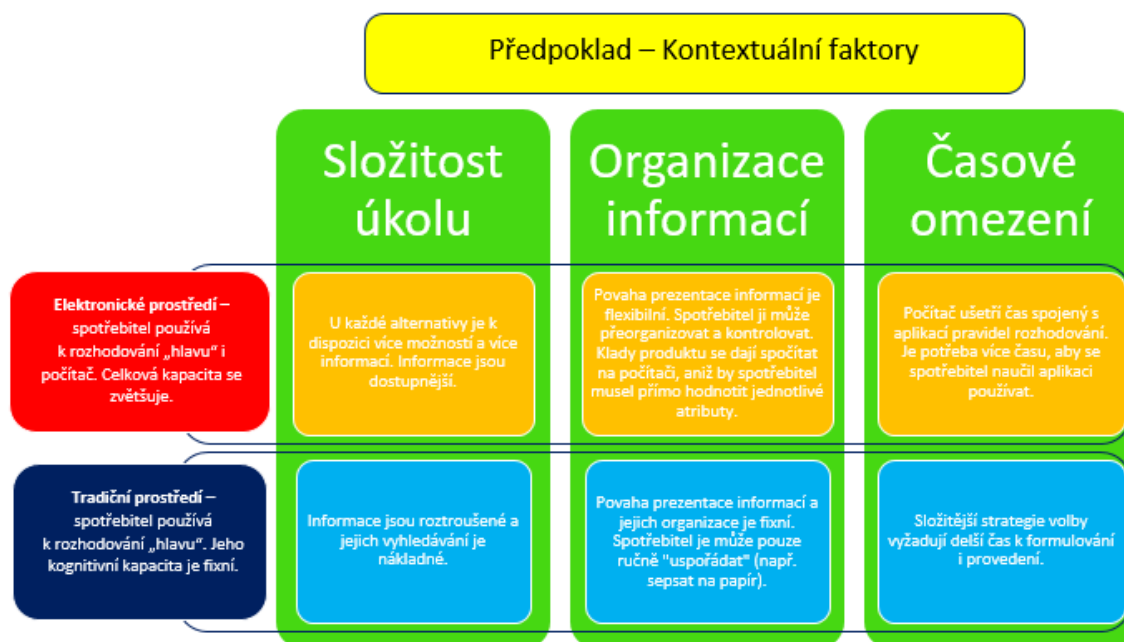 Předpoklad – Kontextuální faktory
Složitost
úkolu
Organizace
informací
Časové
omezení
Elektronické prostředí –
spotřebitel používá
k rozhodování „hlavu“ i
počítač. Celková kapacita se
zvětšuje.
U každé alternativy je k
dispozici více možností a více
informací. Informace jsou
dostupnější.
Povaha prezentace informací je
flexibilní. Spotřebitel ji může
přeorganizovat a kontrolovat.
Klady produktu se dají spočítat
na počítači, aniž by spotřebitel
musel přímo hodnotit jednotlivé
atributy.
Počítač ušetří čas spojený s
aplikací pravidel rozhodování.
Je potřeba více času, aby se
spotřebitel naučil aplikaci
používat.
Tradiční prostředí –
spotřebitel používá
k rozhodování „hlavu“. Jeho
kognitivní kapacita je fixní.
Informace jsou roztroušené a
jejich vyhledávání je
nákladné.
Povaha prezentace informací a
jejich organizace je fixní.
Spotřebitel je může pouze
ručně "uspořádat" (např.
sepsat na papír).
Složitější strategie volby
vyžadují delší čas k formulování
i provedení.